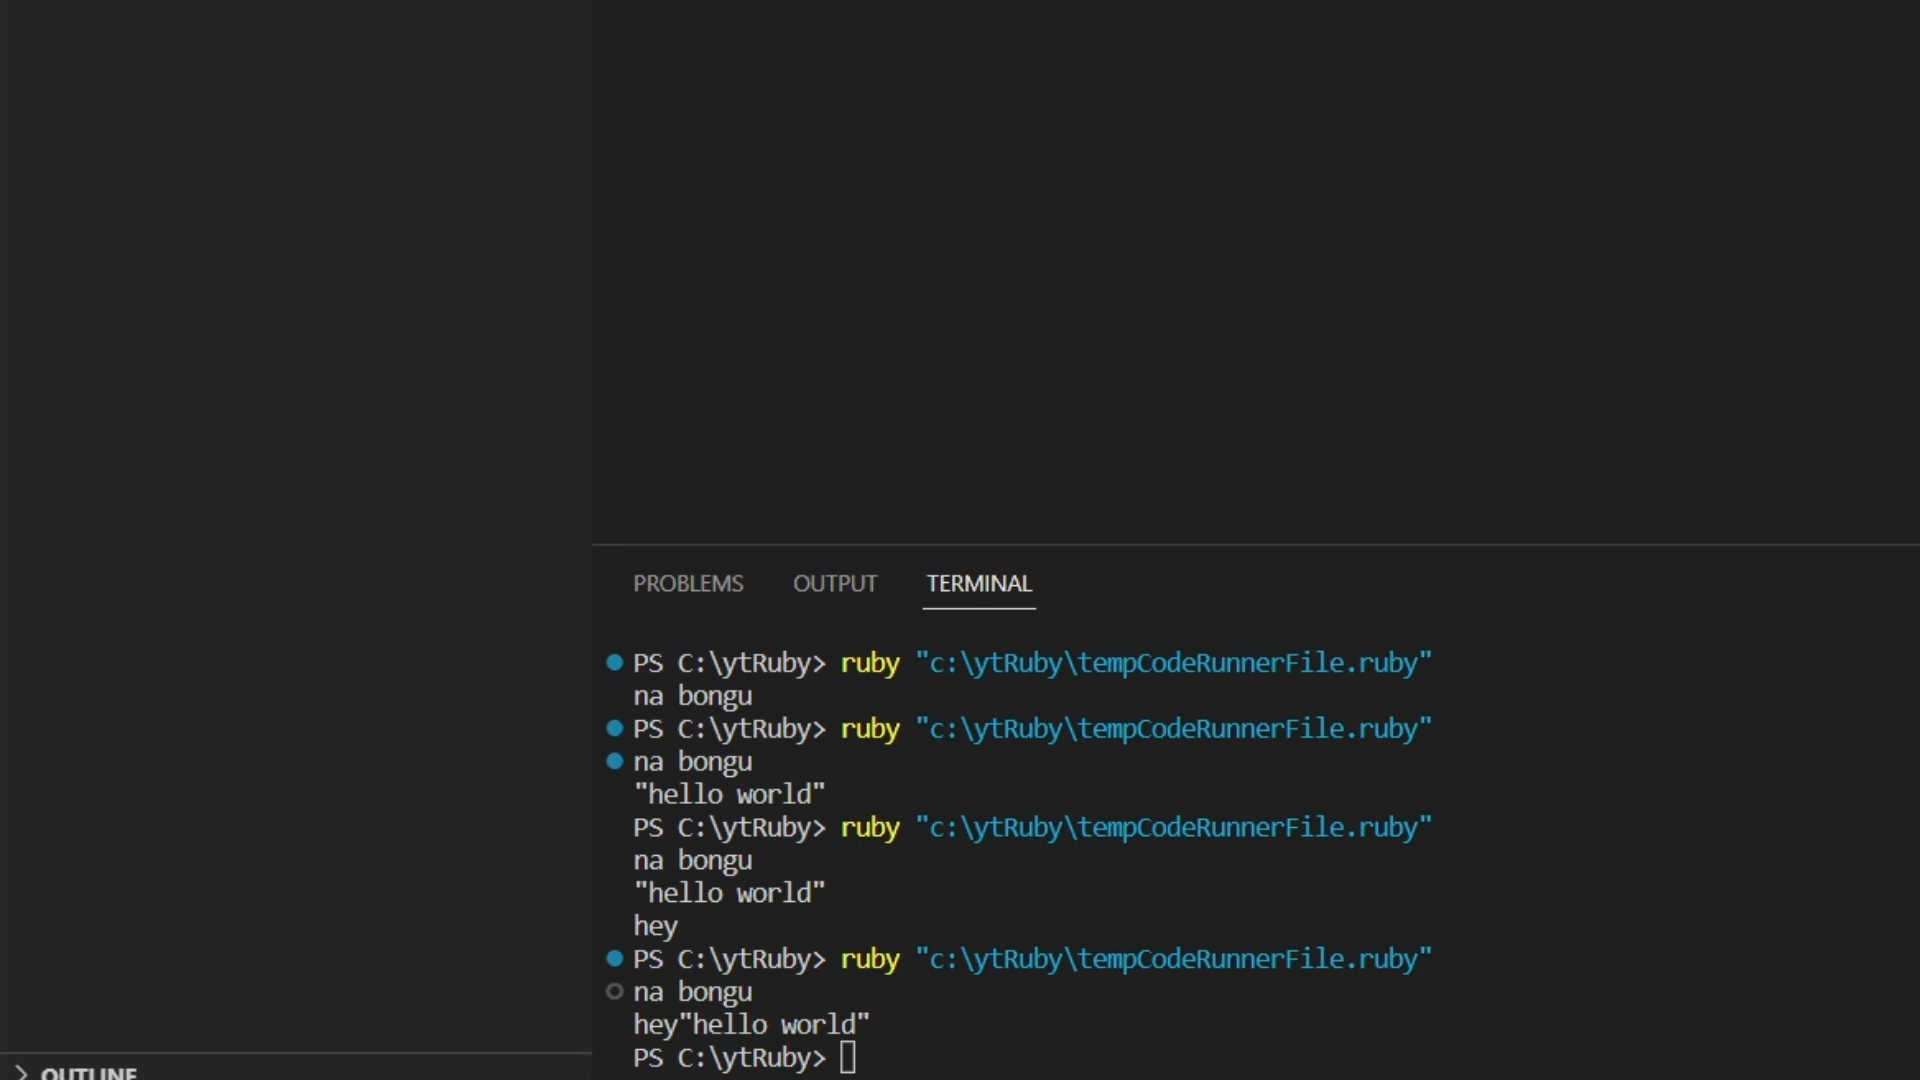 PROBLEMS OUTPUT TERMINAL
PS C:\ytRuby> ruby "c:\ytRuby\tempCodeRunnerFile.ruby"
na bongu
PS C:\ytRuby> ruby "c:\ytRuby\tempCodeRunnerFile.ruby"
na bongu
"hello world"
PS C:\ytRuby> ruby "c:\ytRuby\tempCodeRunnerFile.ruby"
na bongu
"hello world"
hey
PS C:\ytRuby> ruby "c:\ytRuby\tempCodeRunnerFile.ruby"
na bongu
hey"hello world"
PS C:\ytRuby>
OUTLINE